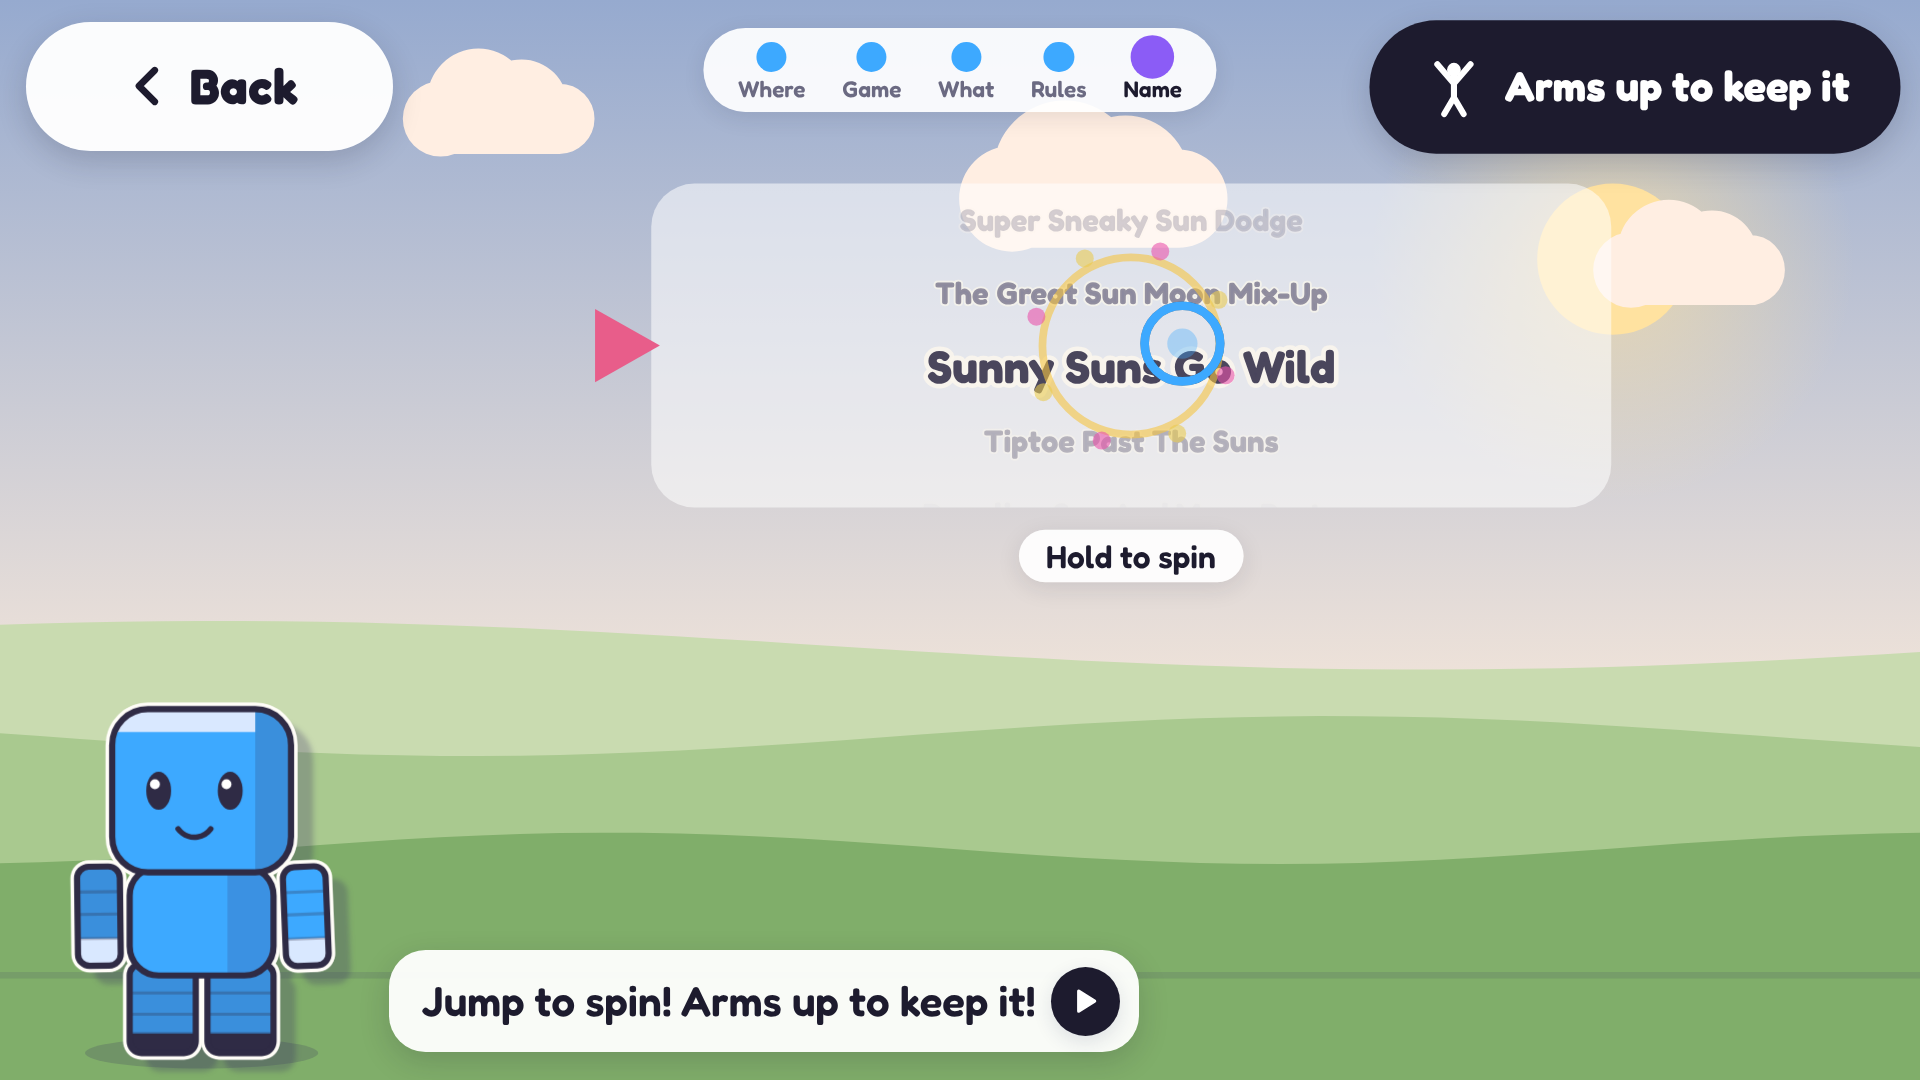 Back
Where
Game
What
Rules
Name
Arms up to keep it
Super Sneaky Sun Dodge
The Great Sun Moon Mix-Up
Sunny Suns Go Wild
Tiptoe Past The Suns
Hold to spin
Jump to spin! Arms up to keep it!